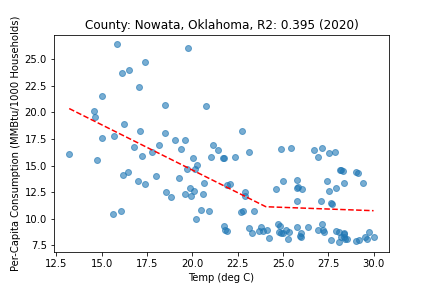 County: Nowata, Oklahoma, R2: 0.395 (2020)
Per-Capita Consumption (MMBtu/1000 Households)
25.0
22.5
20.0
17.5
15.0
12.5
10.0
7.5
12.5 15.0 17.5 20.0 22.5 25.0 27.5 30.0
Temp (deg C)